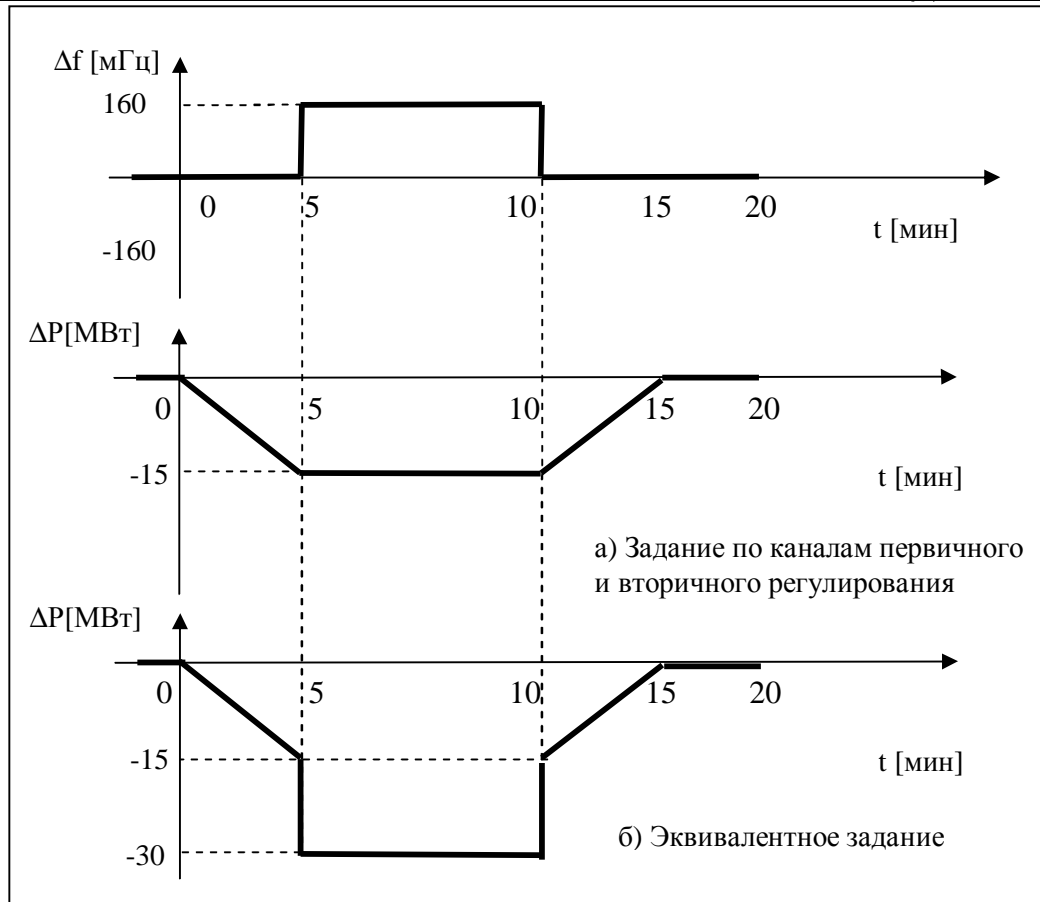 Δf [мГц]
160
0 5 10 15 20
t [мин]
-160
ΔP[МВт]
0 5 10 15 20
-15
t [мин]
а) Задание по каналам первичного
и вторичного регулирования
ΔP[МВт]
0 5 10 15 20
-15
t [мин]
б) Эквивалентное задание
-30